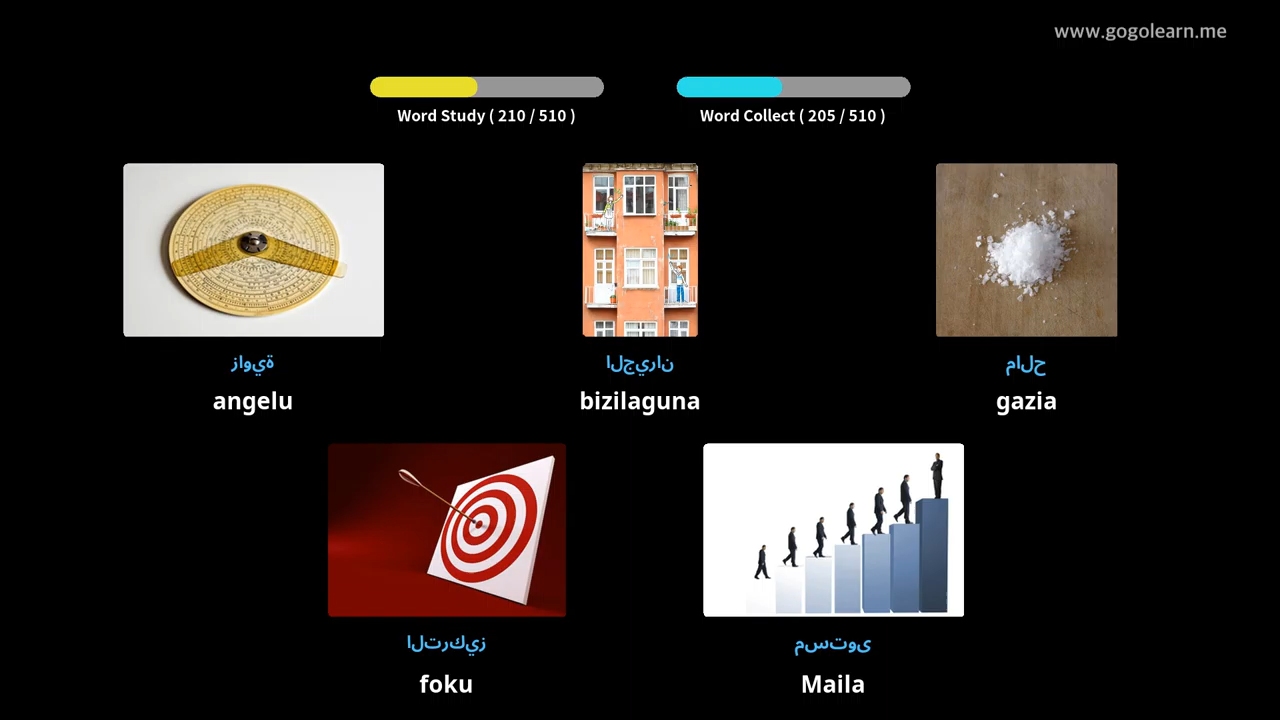 www.gogolearn.me
Word Study ( 210 / 510 )
Word Collect ( 205 / 510 )
زاوية
الجيران
مالح
angelu
bizilaguna
gazia
التركيز
مستوى
foku
Maila